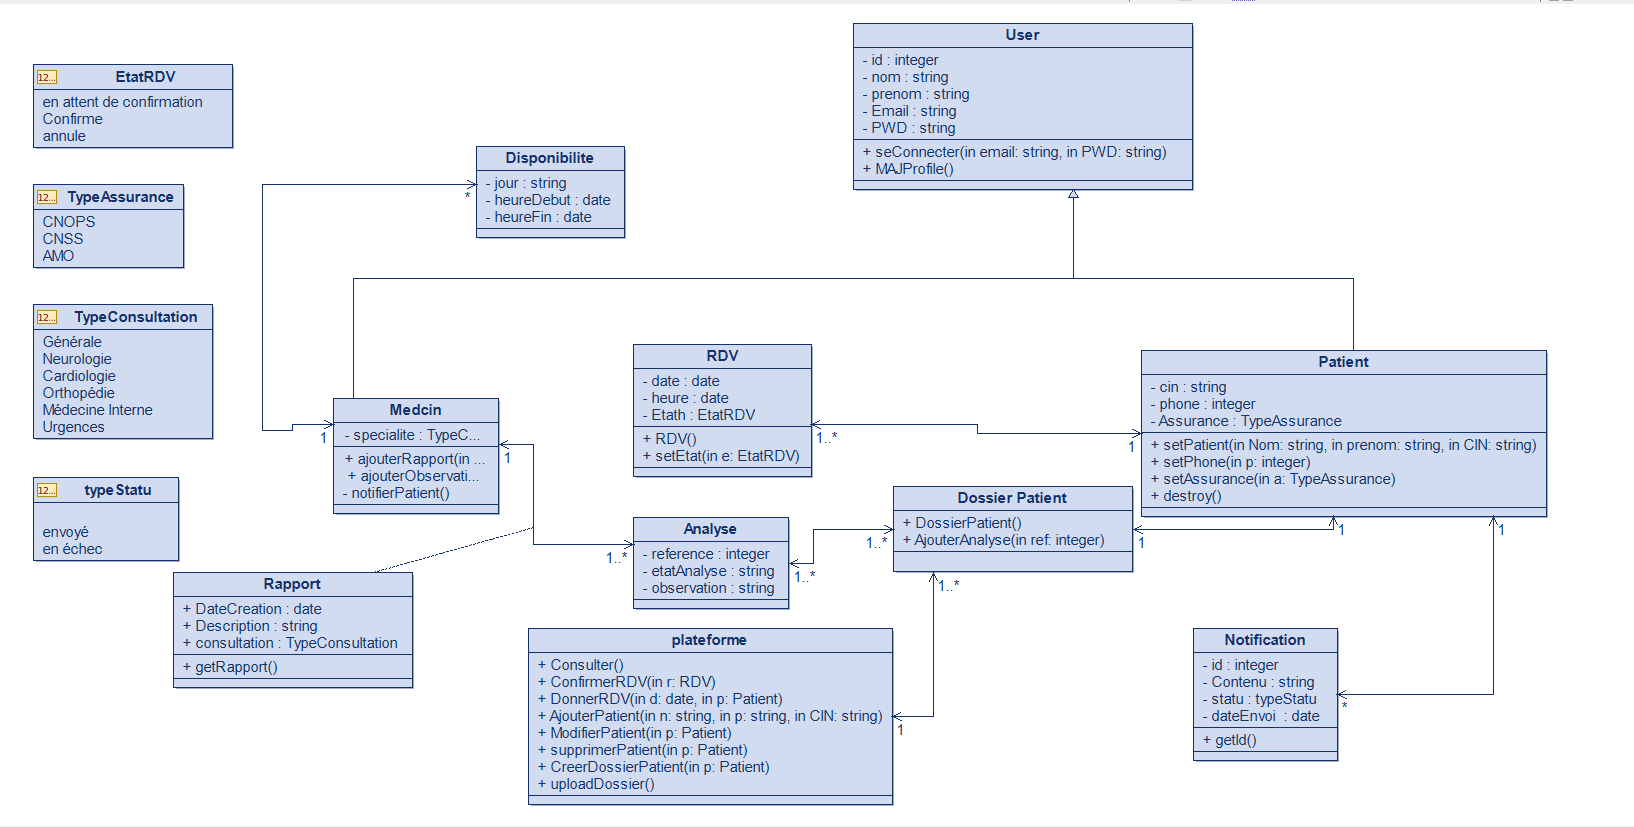 User
- id : integer
- nom : string
- prenom : string
- Email : string
- PWD : string
+ seConnecter(in email: string, in PWD: string)
+ MAJProfile()
12...
EtatRDV
en attent de confirmation
Confirme
annule
Disponibilite
- jour : string
- heureDebut : date
- heureFin : date
*
12...
TypeAssurance
CNOPS
CNSS
AMO
12...
TypeConsultation
Générale
Neurologie
Cardiologie
Orthopédie
Médecine Interne
Urgences
RDV
- date : date
- heure : date
- Etath : EtatRDV
+ RDV()
+ setEtat(in e: EtatRDV)
1..*
1
Patient
- cin : string
- phone : integer
- Assurance : TypeAssurance
+ setPatient(in Nom: string, in prenom: string, in CIN: string)
+ setPhone(in p: integer)
+ setAssurance(in a: TypeAssurance)
+ destroy()
1
1
Medcin
- specialite : TypeC...
+ ajouterRapport(in ...
+ ajouterObservati...
- notifierPatient()
1
1
12...
typeStatu
envoyé
en échec
Dossier Patient
+ DossierPatient()
+ AjouterAnalyse(in ref: integer)
1..*
1
1..*
Analyse
- reference : integer
- etatAnalyse : string
- observation : string
1..*
1..*
Rapport
+ DateCreation : date
+ Description : string
+ consultation : TypeConsultation
+ getRapport()
plateforme
+ Consulter()
+ ConfirmerRDV(in r: RDV)
+ DonnerRDV(in d: date, in p: Patient)
+ AjouterPatient(in n: string, in p: string, in CIN: string)
+ ModifierPatient(in p: Patient)
+ supprimerPatient(in p: Patient)
+ CreerDossierPatient(in p: Patient)
+ uploadDossier()
1
Notification
- id : integer
- Contenu : string
- statu : typeStatu
- dateEnvoi : date
+ getId()
*